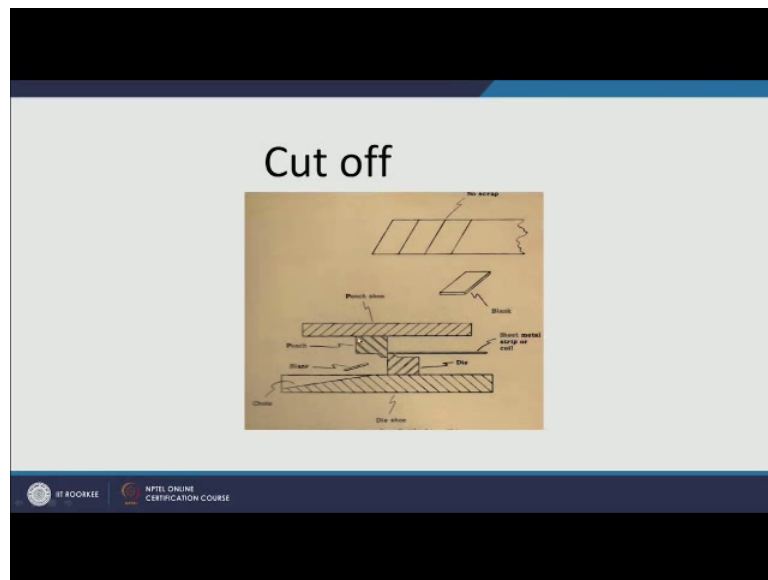 Cut off
No scrap
Blank
Punch shoe
Sheet metal
strip or
coil
Punch
Die
Blank
Chute
Die shoe
IIT ROORKEE
NPTEL ONLINE
CERTIFICATION COURSE